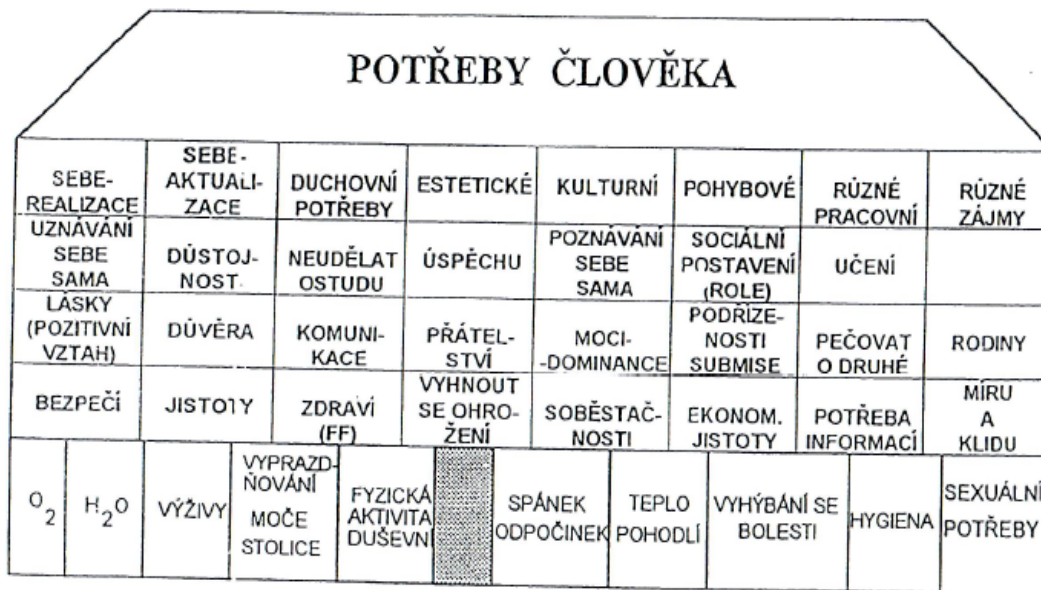 POTŘEBY ČLOVĚKA
SEBE-
REALIZACE
SEBE-
AKTUALI-
ZACE
DUCHOVNÍ
POTŘEBY
ESTETICKÉ
KULTURNÍ
POHYBOVÉ
RŮZNÉ
PRACOVNÍ
RŮZNÉ
ZÁJMY
UZNÁVÁNÍ
SEBE
SAMA
DŮSTOJ-
NOST
NEUDĚLAT
OSTUDU
ÚSPĚCHU
POZNÁVÁNÍ
SEBE
SAMA
SOCIÁLNÍ
POSTAVENÍ
(ROLE)
UČENÍ
LÁSKY
(POZITIVNÍ
VZTAH)
DŮVĚRA
KOMUNI-
KACE
PŘÁTEL-
STVÍ
MOCI-
-DOMINANCE
PODŘÍZE-
NOSTI
SUBMISE
PEČOVAT
O DRUHÉ
RODINY
BEZPEČÍ
JISTOTY
ZDRAVÍ
(FF)
VYHNOUT
SE OHRO-
ŽENÍ
SOBĚSTAČ-
NOSTI
EKONOM.
JISTOTY
POTŘEBA
INFORMACÍ
MÍRU
A
KLIDU
O2
H2O
VÝŽIVY
VYPRAZD-
ŇOVÁNÍ
MOČE
STOLICE
FYZICKÁ
AKTIVITA
DUŠEVNÍ
SPÁNEK
ODPOČINEK
TEPLO
POHODLÍ
VYHÝBÁNÍ SE
BOLESTI
HYGIENA
SEXUÁLNÍ
POTŘEBY